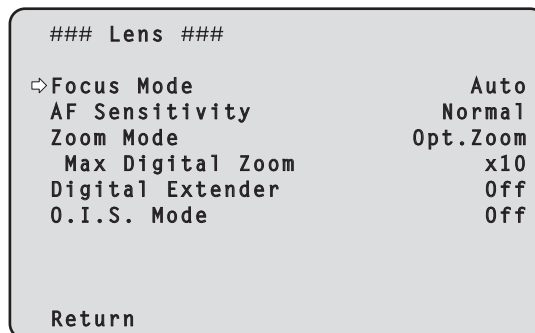 ### Lens ###
⇨Focus Mode Auto
AF Sensitivity Normal
Zoom Mode Opt.Zoom
Max Digital Zoom x10
Digital Extender Off
O.I.S. Mode Off
Return